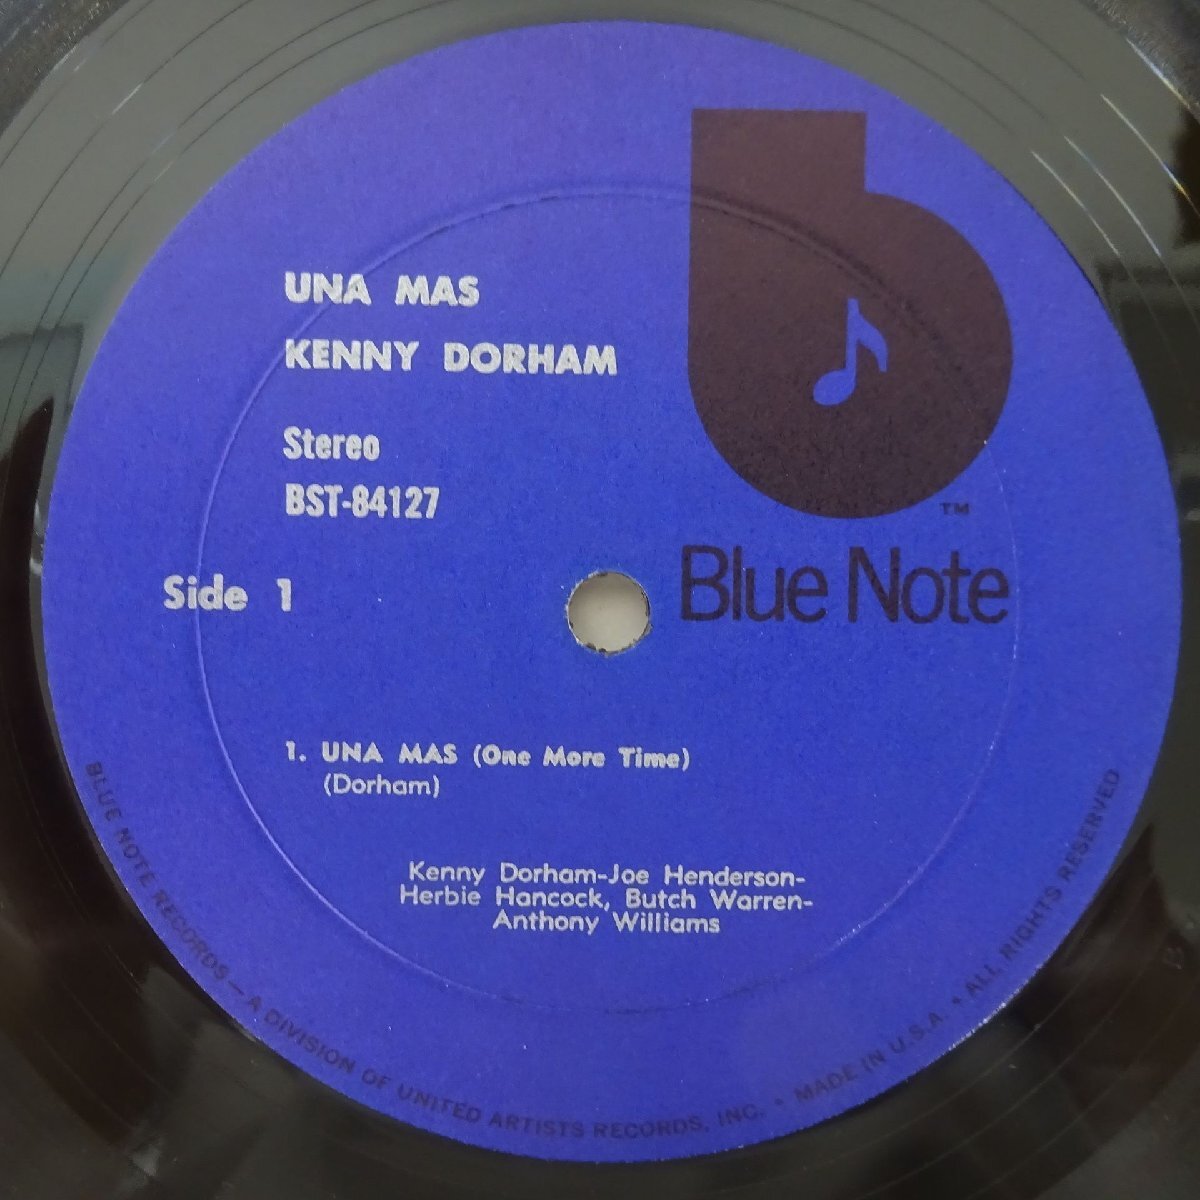 UNA MAS
KENNY DORHAM
Stereo
BST-84127
Side 1
TM
Blue Note
1. UNA MAS (One More Time)
(Dorham)
Kenny Dorham-Joe Henderson-
Herbie Hancock, Butch Warren-
Anthony Williams
BLUE NOTE RECORDS — A DIVISION OF UNITED ARTISTS RECORDS, INC. • MADE IN U.S.A. • ALL RIGHTS RESERVED